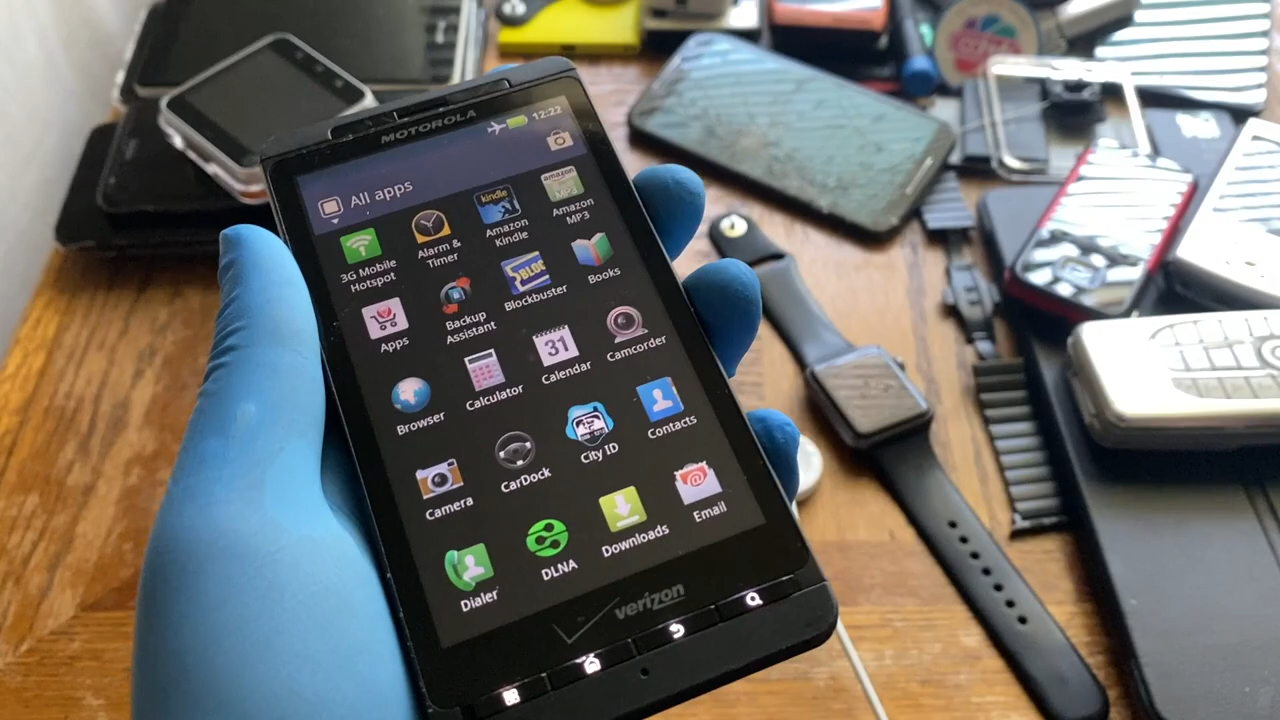 MOTOROLA
12:22
All apps
3G Mobile
Hotspot
Alarm &
Timer
kindle
Amazon
Kindle
amazon
MP3
Amazon
MP3
Apps
Backup
Assistant
BLOC
Blockbuster
Books
Browser
Calculator
31
Calendar
Camcorder
Camera
CarDock
City ID
Contacts
Dialer
DLNA
Downloads
@
Email
verizon